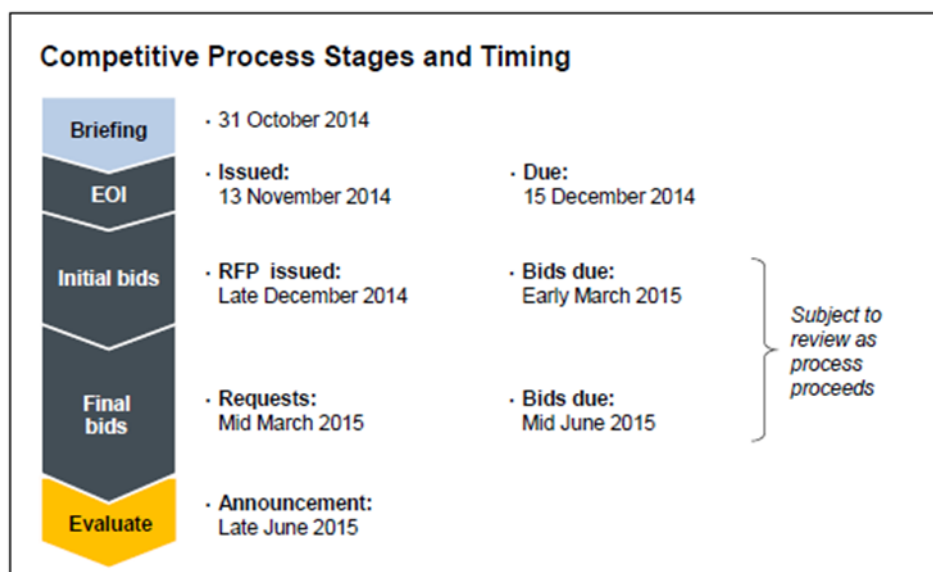 Competitive Process Stages and Timing
Briefing
· 31 October 2014
EOI
· Issued:
13 November 2014
· Due:
15 December 2014
Initial bids
· RFP issued:
Late December 2014
· Bids due:
Early March 2015
Final
bids
· Requests:
Mid March 2015
· Bids due:
Mid June 2015
Subject to
review as
process
proceeds
Evaluate
· Announcement:
Late June 2015